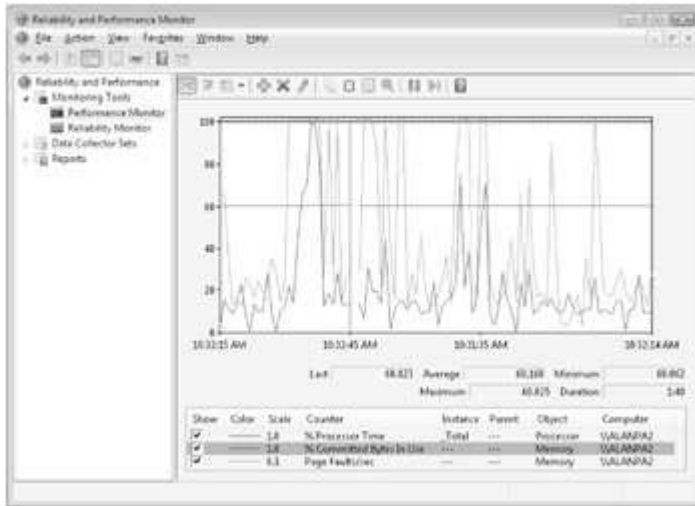 Reliability and Performance Monitor
File Action View Favorites Window Help
Reliability and Performance
Monitoring Tools
Performance Monitor
Reliability Monitor
Data Collector Sets
Reports
100
80
60
40
20
0
10:32:15 AM 10:32:45 AM 10:31:35 AM 10:32:14 AM
Last Average Minimum
Maximum Duration 1:40
Show Color Scale Counter Instance Parent Object Computer
1.0 % Processor Time _Total --- Processor \\ALANPA2
1.0 % Committed Bytes In Use --- --- Memory \\ALANPA2
0.1 Page Faults/sec --- --- Memory \\ALANPA2